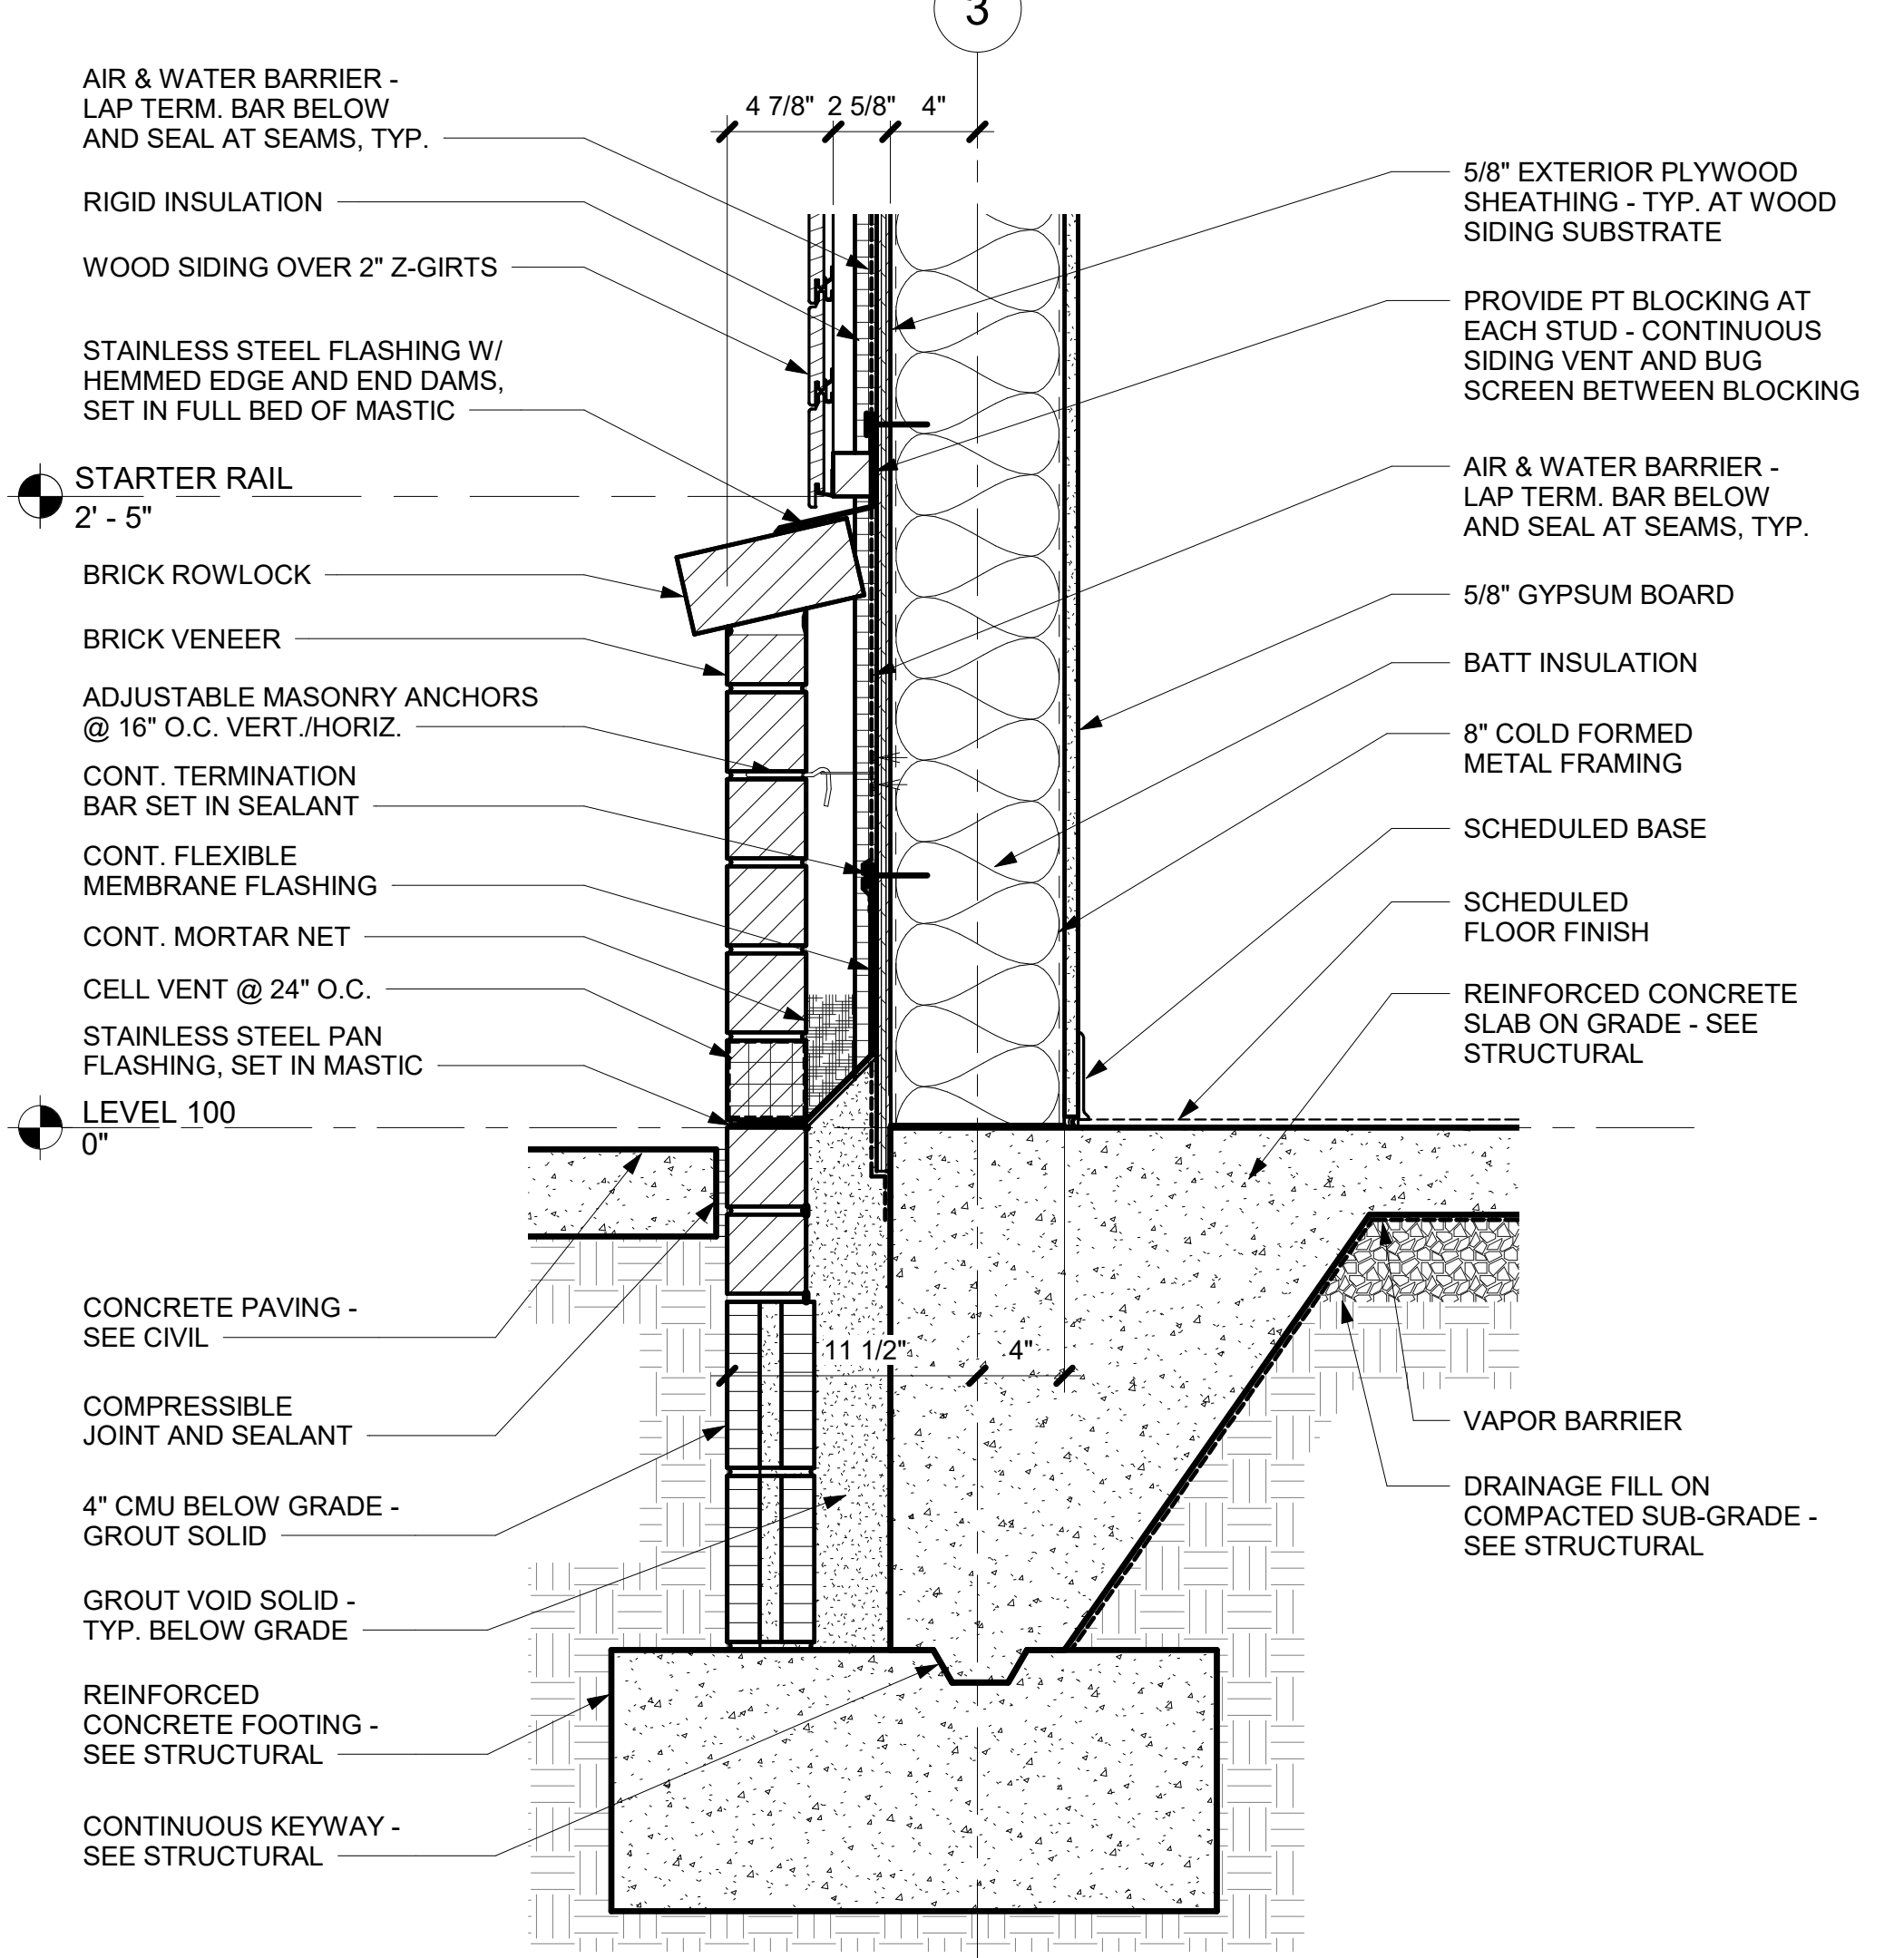 3
4 7/8" 2 5/8" 4"
AIR & WATER BARRIER -
LAP TERM. BAR BELOW
AND SEAL AT SEAMS, TYP.
RIGID INSULATION
WOOD SIDING OVER 2" Z-GIRTS
STAINLESS STEEL FLASHING W/
HEMMED EDGE AND END DAMS,
SET IN FULL BED OF MASTIC
STARTER RAIL
2' - 5"
BRICK ROWLOCK
BRICK VENEER
ADJUSTABLE MASONRY ANCHORS
@ 16" O.C. VERT./HORIZ.
CONT. TERMINATION
BAR SET IN SEALANT
CONT. FLEXIBLE
MEMBRANE FLASHING
CONT. MORTAR NET
CELL VENT @ 24" O.C.
STAINLESS STEEL PAN
FLASHING, SET IN MASTIC
LEVEL 100
0"
CONCRETE PAVING -
SEE CIVIL
COMPRESSIBLE
JOINT AND SEALANT
4" CMU BELOW GRADE -
GROUT SOLID
GROUT VOID SOLID -
TYP. BELOW GRADE
REINFORCED
CONCRETE FOOTING -
SEE STRUCTURAL
CONTINUOUS KEYWAY -
SEE STRUCTURAL
11 1/2" 4"
5/8" EXTERIOR PLYWOOD
SHEATHING - TYP. AT WOOD
SIDING SUBSTRATE
PROVIDE PT BLOCKING AT
EACH STUD - CONTINUOUS
SIDING VENT AND BUG
SCREEN BETWEEN BLOCKING
AIR & WATER BARRIER -
LAP TERM. BAR BELOW
AND SEAL AT SEAMS, TYP.
5/8" GYPSUM BOARD
BATT INSULATION
8" COLD FORMED
METAL FRAMING
SCHEDULED BASE
SCHEDULED
FLOOR FINISH
REINFORCED CONCRETE
SLAB ON GRADE - SEE
STRUCTURAL
VAPOR BARRIER
DRAINAGE FILL ON
COMPACTED SUB-GRADE -
SEE STRUCTURAL